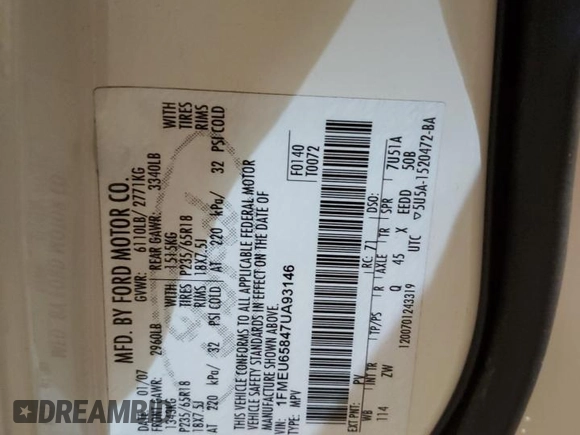 MFD. BY FORD MOTOR CO.
DATE: 01/07 GVWR: 6110LB/ 2771KG
FRONT GAWR: 2960LB REAR GAWR: 3340LB WITH
1343KG 1515KG WITH TIRES
P235/65R18 TIRES P235/65R18 RIMS
18X7.5J RIMS 18X7.5J
AT 220 kPa/ 32 PSI COLD AT 220 kPa/ 32 PSI COLD
THIS VEHICLE CONFORMS TO ALL APPLICABLE FEDERAL MOTOR
VEHICLE SAFETY STANDARDS IN EFFECT ON THE DATE OF
MANUFACTURE SHOWN ABOVE.
VIN: 1FMEU65847UA93146 F0140
TYPE: MPV T0072
EXT PNT: PV RC: 71 DSO:
WB INT TR TP/PS R AXLE TR SPR 7U51A
114 ZW Q 45 X EEDD 50B
UTC ▽5U5A-1520472-BA
1200701243319
DREAMBID